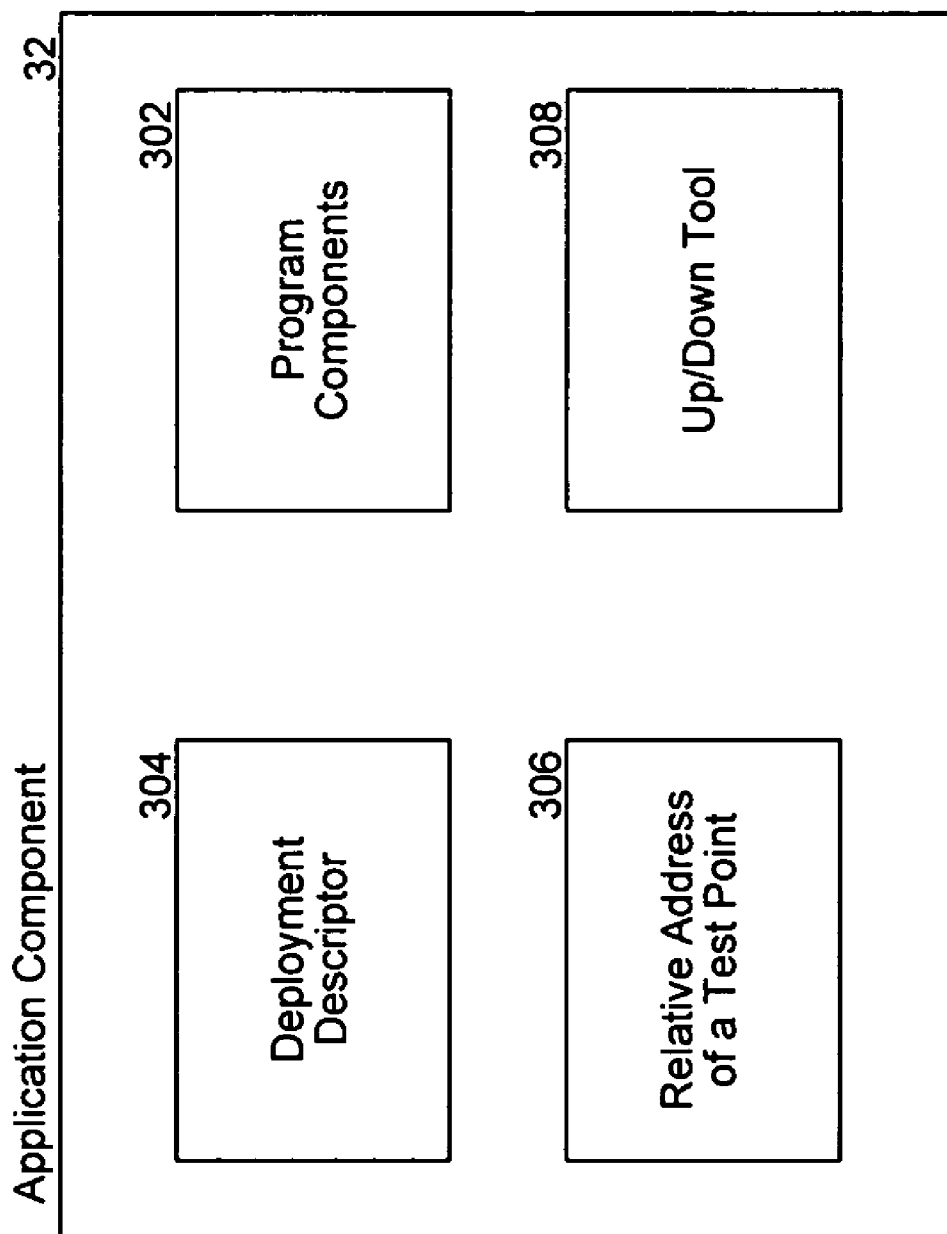 Application Component
32
304
Deployment
Descriptor
302
Program
Components
306
Relative Address
of a Test Point
308
Up/Down Tool